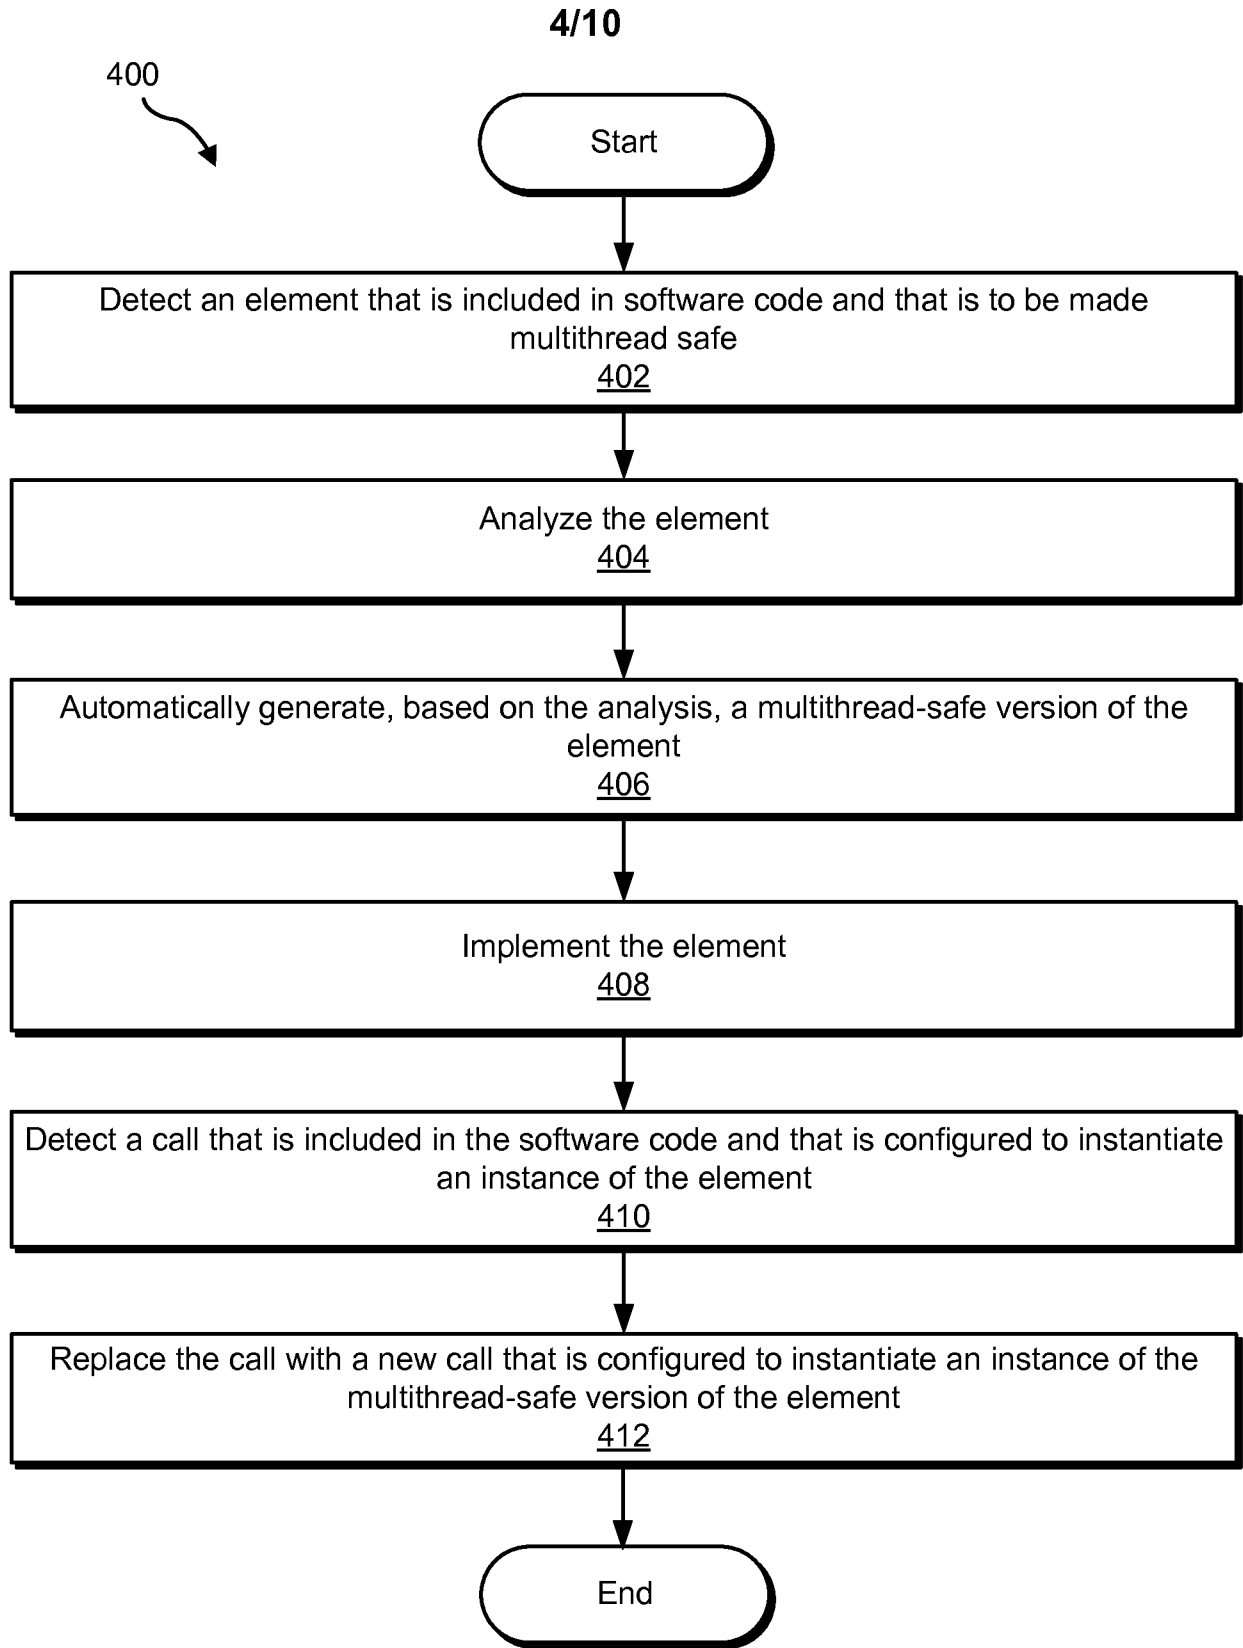 4/10
400
Start
Detect an element that is included in software code and that is to be made
multithread safe
402
Analyze the element
404
Automatically generate, based on the analysis, a multithread-safe version of the
element
406
Implement the element
408
Detect a call that is included in the software code and that is configured to instantiate
an instance of the element
410
Replace the call with a new call that is configured to instantiate an instance of the
multithread-safe version of the element
412
End